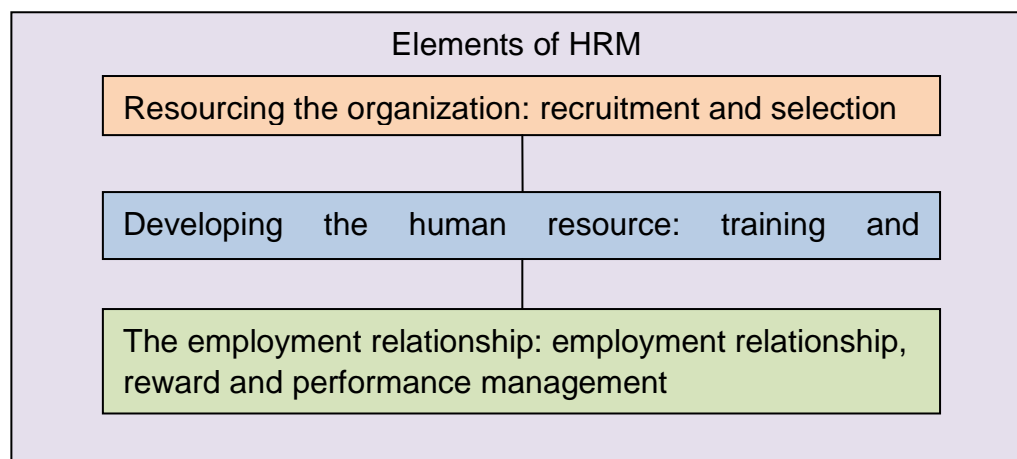 Elements of HRM
Resourcing the organization: recruitment and selection
Developing the human resource: training and
The employment relationship: employment relationship,
reward and performance management